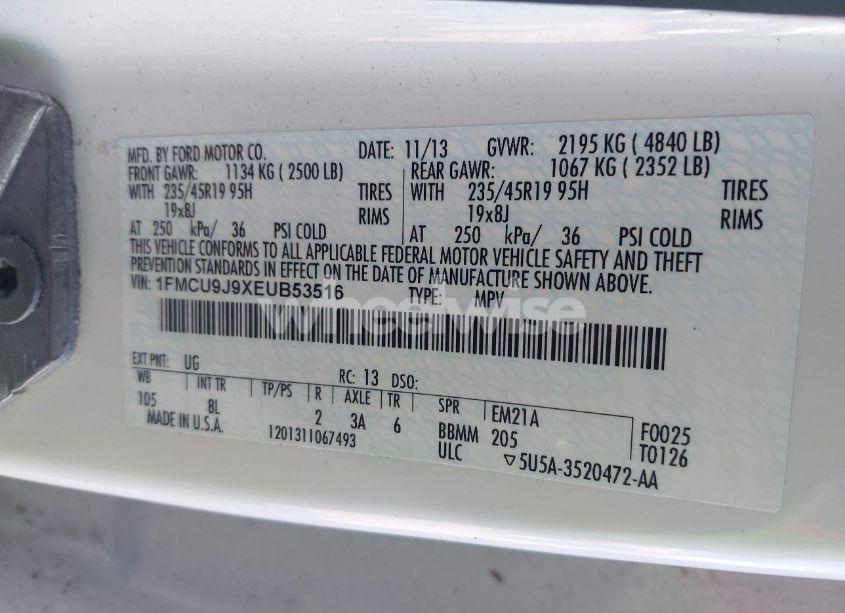 MFD. BY FORD MOTOR CO. DATE: 11/13 GVWR: 2195 KG ( 4840 LB)
FRONT GAWR: 1134 KG ( 2500 LB) REAR GAWR: 1067 KG ( 2352 LB)
WITH 235/45R19 95H TIRES WITH 235/45R19 95H TIRES
19x8J RIMS 19x8J RIMS
AT 250 kPa/ 36 PSI COLD AT 250 kPa/ 36 PSI COLD
THIS VEHICLE CONFORMS TO ALL APPLICABLE FEDERAL MOTOR VEHICLE SAFETY AND THEFT
PREVENTION STANDARDS IN EFFECT ON THE DATE OF MANUFACTURE SHOWN ABOVE.
VIN: 1FMCU9J9XEUB53516 TYPE: MPV
wheelwise
EXT PNT: UG RC: 13 DSO:
WB INT TR TP/PS R AXLE TR SPR EM21A
105 8L 2 3A 6 BBMM 205 F0025
MADE IN U.S.A. 1201311067493 ULC ▽5U5A-3520472-AA T0126